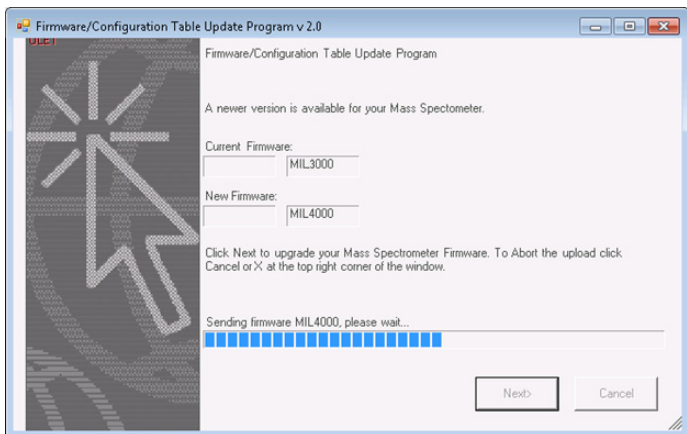 Firmware/Configuration Table Update Program v 2.0
Firmware/Configuration Table Update Program
A newer version is available for your Mass Spectometer.
Current Firmware:
MIL3000
New Firmware:
MIL4000
Click Next to upgrade your Mass Spectrometer Firmware. To Abort the upload click
Cancel or X at the top right corner of the window.
Sending firmware MIL4000, please wait...
Next>
Cancel